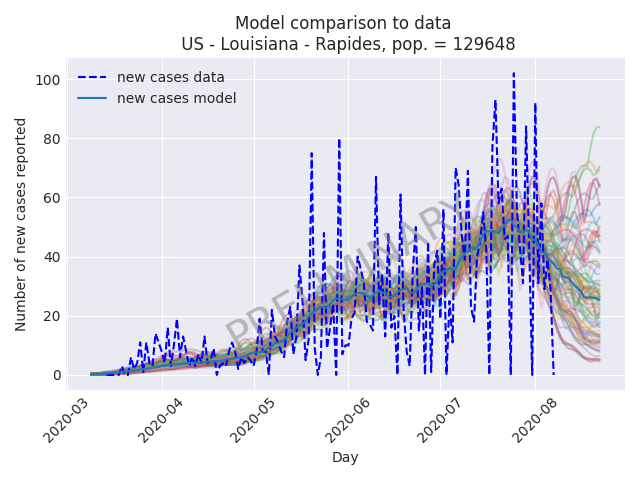 Model comparison to data
US - Louisiana - Rapides, pop. = 129648
new cases data
new cases model
PRELIMINARY
Number of new cases reported
100
80
60
40
20
0
2020-03
2020-04
2020-05
2020-06
2020-07
2020-08
Day